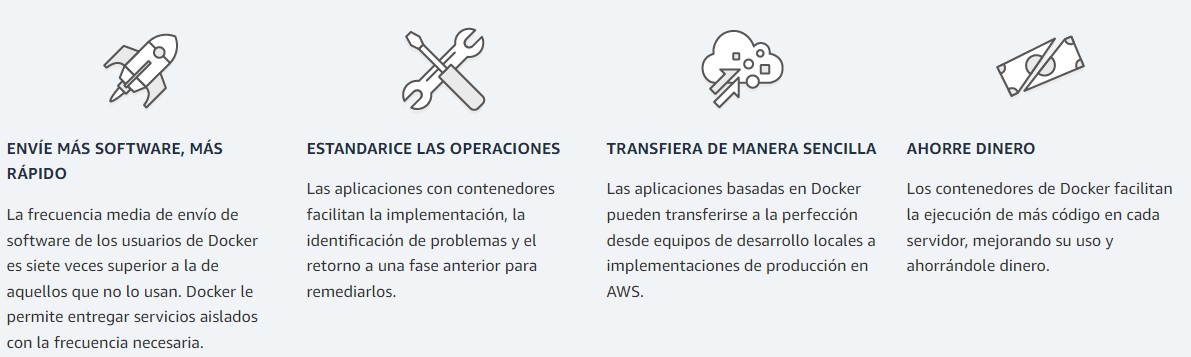 ENVÍE MÁS SOFTWARE, MÁS
RÁPIDO
La frecuencia media de envío de
software de los usuarios de Docker
es siete veces superior a la de
aquellos que no lo usan. Docker le
permite entregar servicios aislados
con la frecuencia necesaria.
ESTANDARICE LAS OPERACIONES
Las aplicaciones con contenedores
facilitan la implementación, la
identificación de problemas y el
retorno a una fase anterior para
remediarlos.
TRANSFIERA DE MANERA SENCILLA
Las aplicaciones basadas en Docker
pueden transferirse a la perfección
desde equipos de desarrollo locales a
implementaciones de producción en
AWS.
AHORRE DINERO
Los contenedores de Docker facilitan
la ejecución de más código en cada
servidor, mejorando su uso y
ahorrándole dinero.